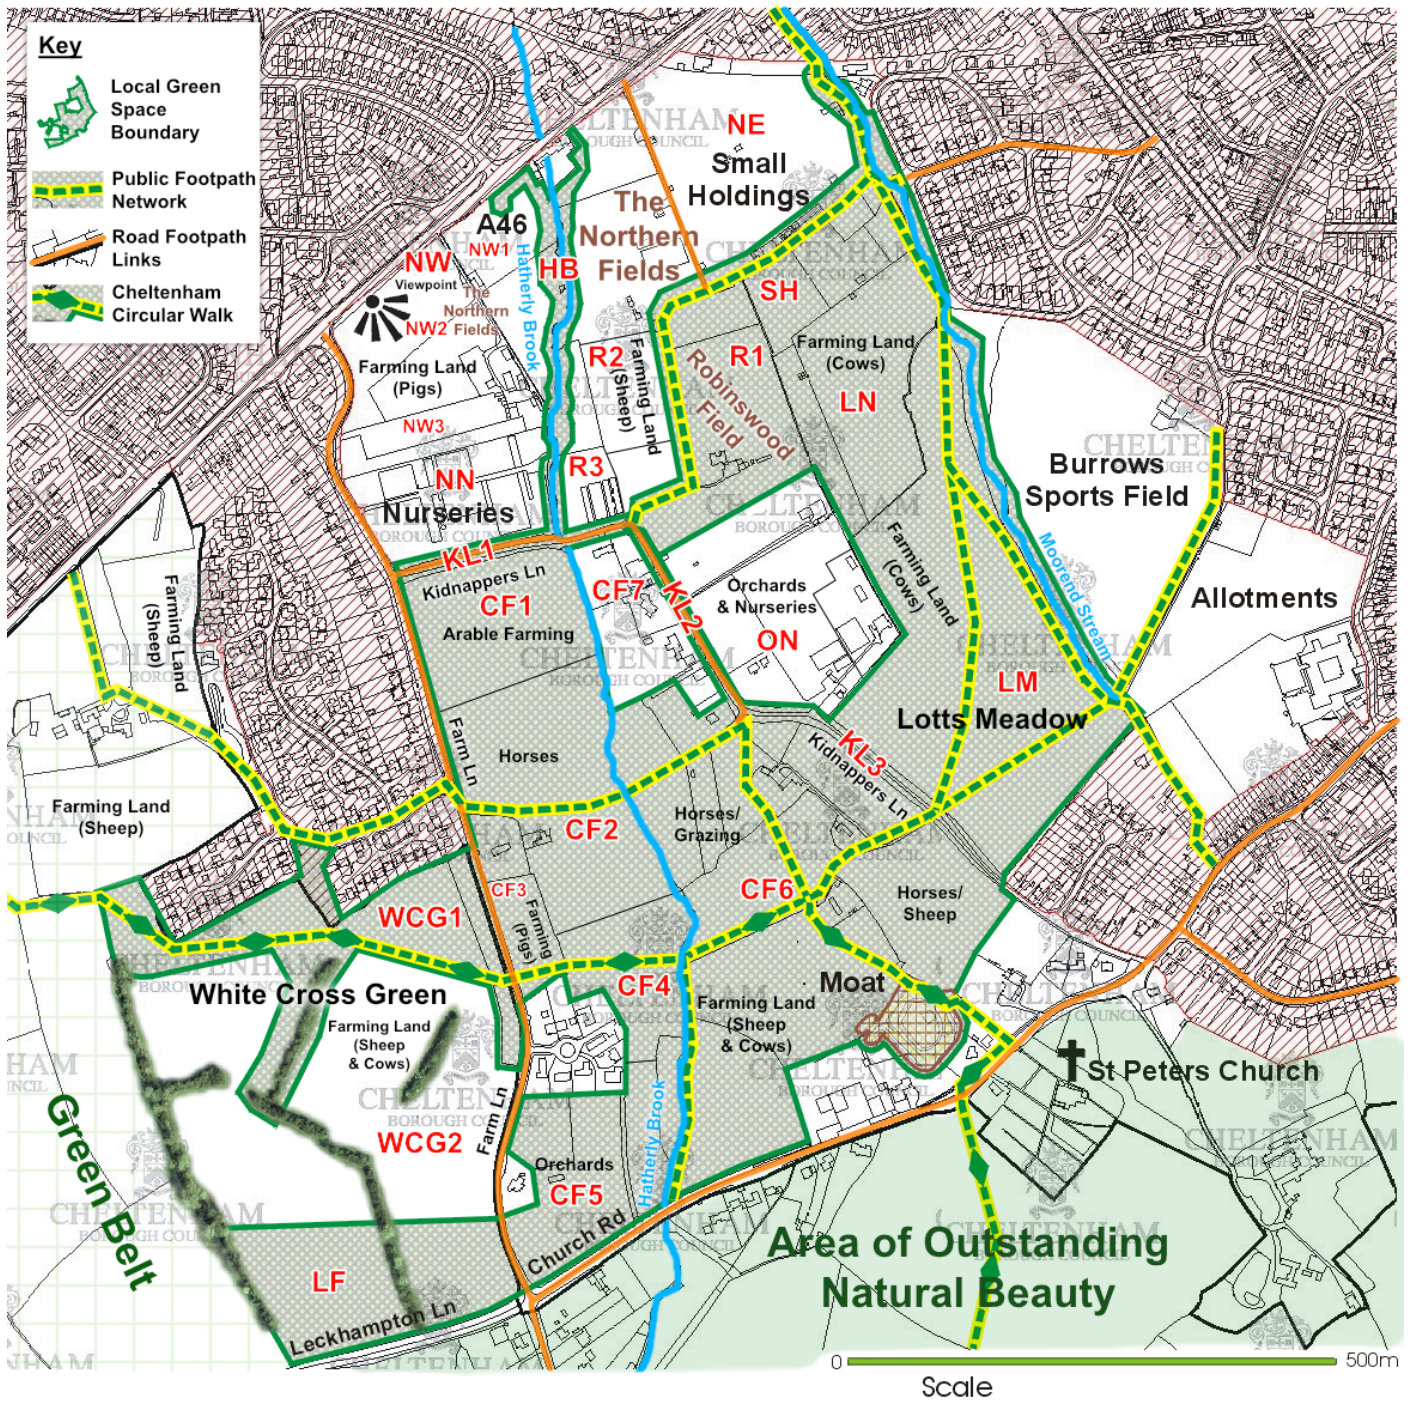 Key
Local Green
Space
Boundary
Public Footpath
Network
Road Footpath
Links
Cheltenham
Circular Walk
NE
Small
Holdings
The
Northern
Fields
A46
NW1
NW
Viewpoint
The
Northern
Fields
NW2
Hatherly Brook
HB
SH
Farming Land
(Pigs)
NW3
R2
Farming Land
(Sheep)
R1
Robinswood
Field
Farming Land
(Cows)
LN
R3
NN
Nurseries
Burrows
Sports Field
KL1
Kidnappers Ln
CF1
Arable Farming
CF7
KL2
Orchards
& Nurseries
ON
Farming Land
(Cows)
Moorend Stream
Allotments
LM
Lotts Meadow
Farming Land
(Sheep)
Farm Ln
Horses
KL3
Kidnappers Ln
Farming Land
(Sheep)
CF2
Horses/
Grazing
CF3
Farming
(Pigs)
CF6
Horses/
Sheep
WCG1
White Cross Green
CF4
Moat
Farming Land
(Sheep
& Cows)
Farming Land
(Sheep
& Cows)
St Peters Church
Green Belt
WCG2
Farm Ln
Hatherly Brook
Orchards
CF5
Church Rd
LF
Leckhampton Ln
Area of Outstanding
Natural Beauty
0
500m
Scale
CHELTENHAM
BOROUGH COUNCIL